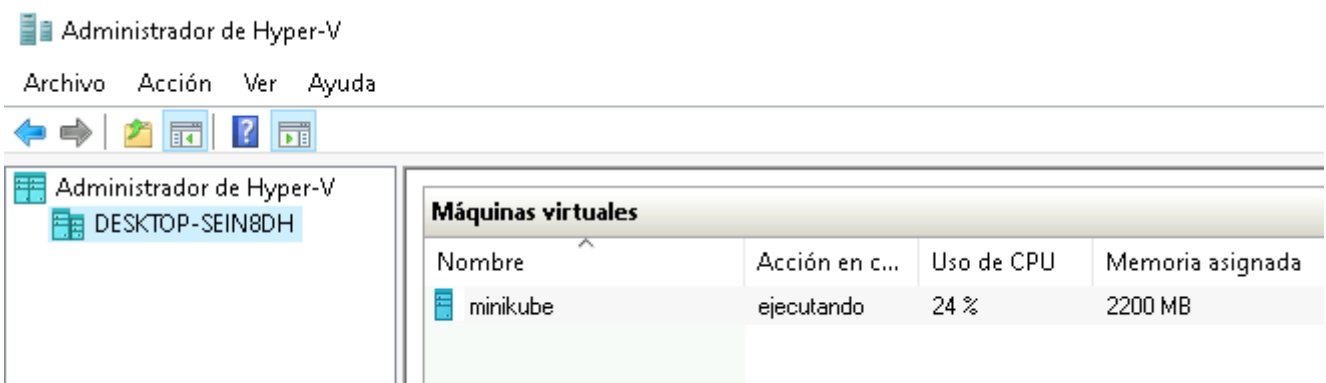 Administrador de Hyper-V
Archivo Acción Ver Ayuda
Administrador de Hyper-V
DESKTOP-SEIN8DH
Máquinas virtuales
Nombre Acción en c... Uso de CPU Memoria asignada
minikube ejecutando 24 % 2200 MB